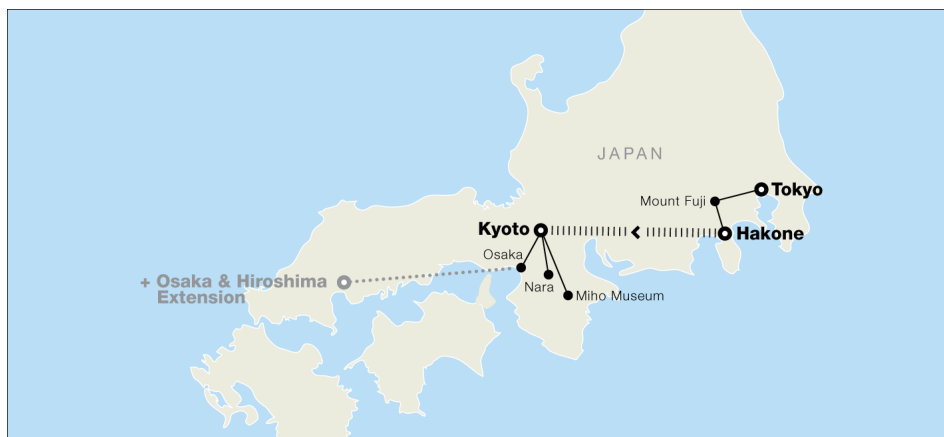 JAPAN
Tokyo
Mount Fuji
Hakone
Kyoto
Osaka
Nara
Miho Museum
+ Osaka & Hiroshima
Extension